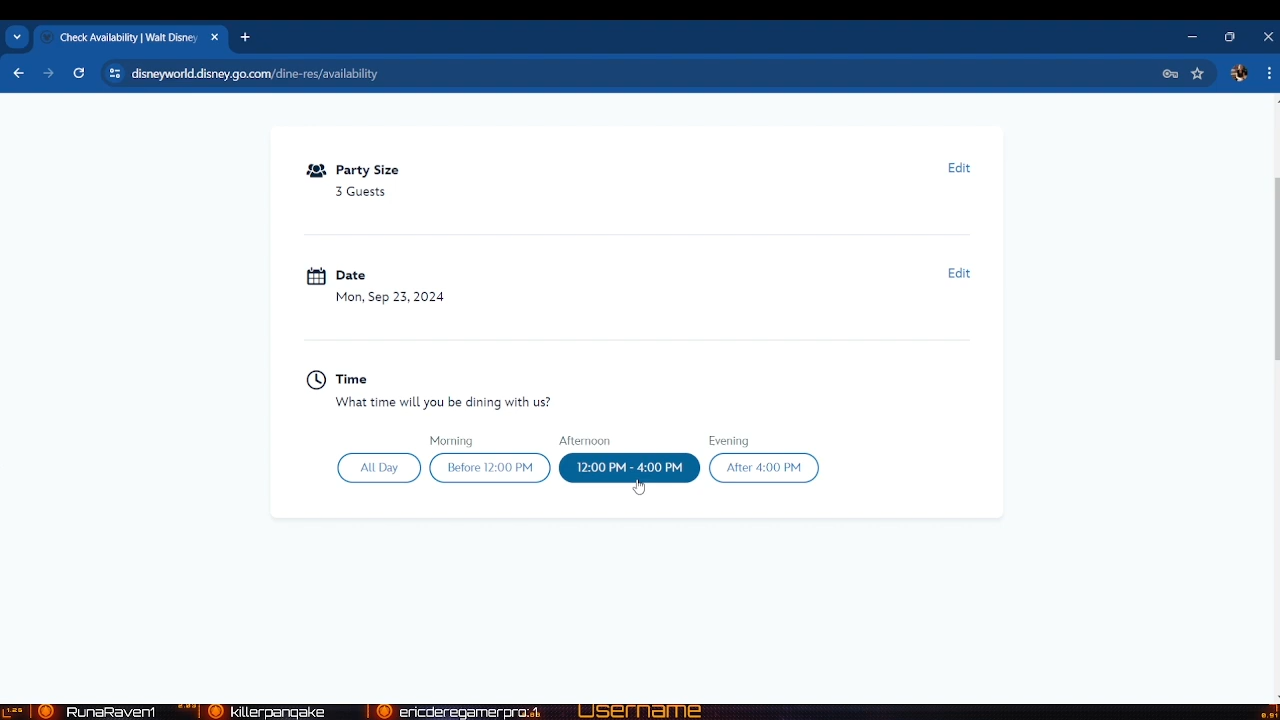 Check Availability | Walt Disney
disneyworld.disney.go.com/dine-res/availability
Party Size
Edit
3 Guests
Date
Edit
Mon, Sep 23, 2024
Time
What time will you be dining with us?
Morning
Afternoon
Evening
All Day
Before 12:00 PM
12:00 PM - 4:00 PM
After 4:00 PM
RunaRaven1
killerpangake
ericderegamerpro:1
Username